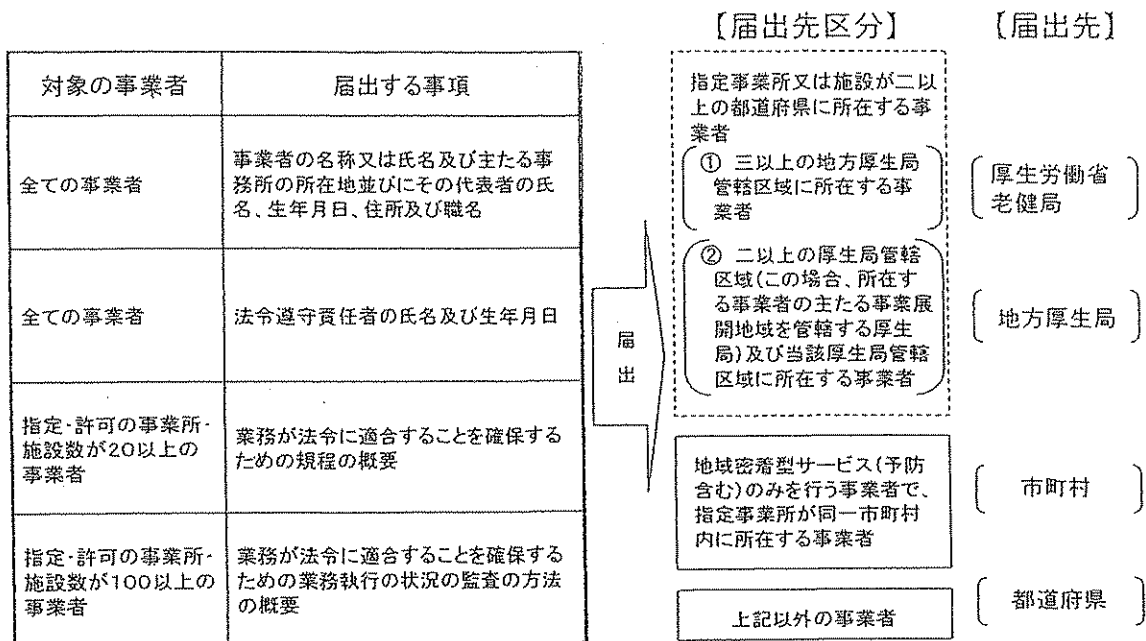 【届出先区分】
【届出先】
対象の事業者
届出する事項
全ての事業者
事業者の名称又は氏名及び主たる事
務所の所在地並びにその代表者の氏
名、生年月日、住所及び職名
全ての事業者
法令遵守責任者の氏名及び生年月日
指定・許可の事業所・
施設数が20以上の
事業者
業務が法令に適合することを確保する
ための規程の概要
指定・許可の事業所・
施設数が100以上の
事業者
業務が法令に適合することを確保する
ための業務執行の状況の監査の方法
の概要
届
出
指定事業所又は施設が二以
上の都道府県に所在する事
業者
① 三以上の地方厚生局
管轄区域に所在する事
業者
厚生労働省
老健局
② 二以上の厚生局管轄
区域(この場合、所在す
る事業者の主たる事業展
開地域を管轄する厚生
局)及び当該厚生局管轄
区域に所在する事業者
地方厚生局
地域密着型サービス(予防
含む)のみを行う事業者で、
指定事業所が同一市町村
内に所在する事業者
市町村
上記以外の事業者
都道府県